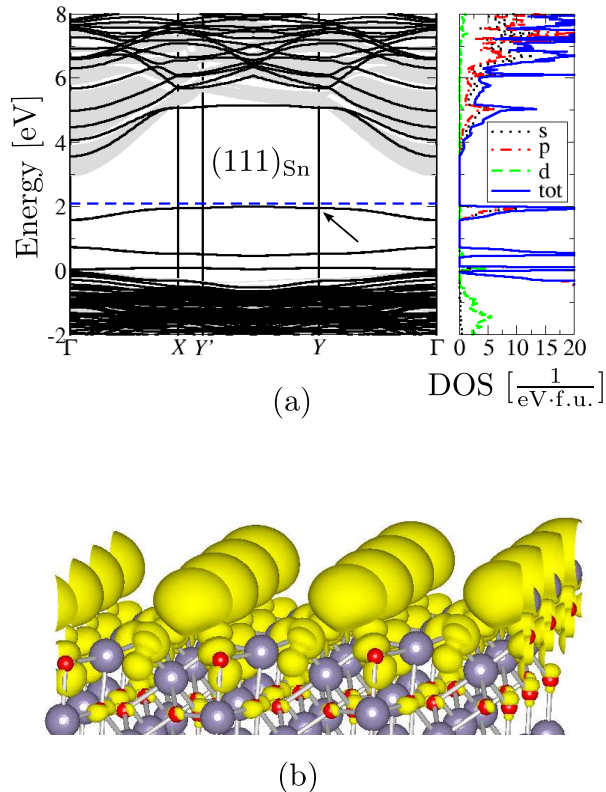 8
6
4
2
0
-2
Energy [eV]
(111)Sn
Γ
X
Y'
Y
Γ
s
p
d
tot
0
5
10
15
20
DOS [1/eV·f.u.]
(a)
(b)